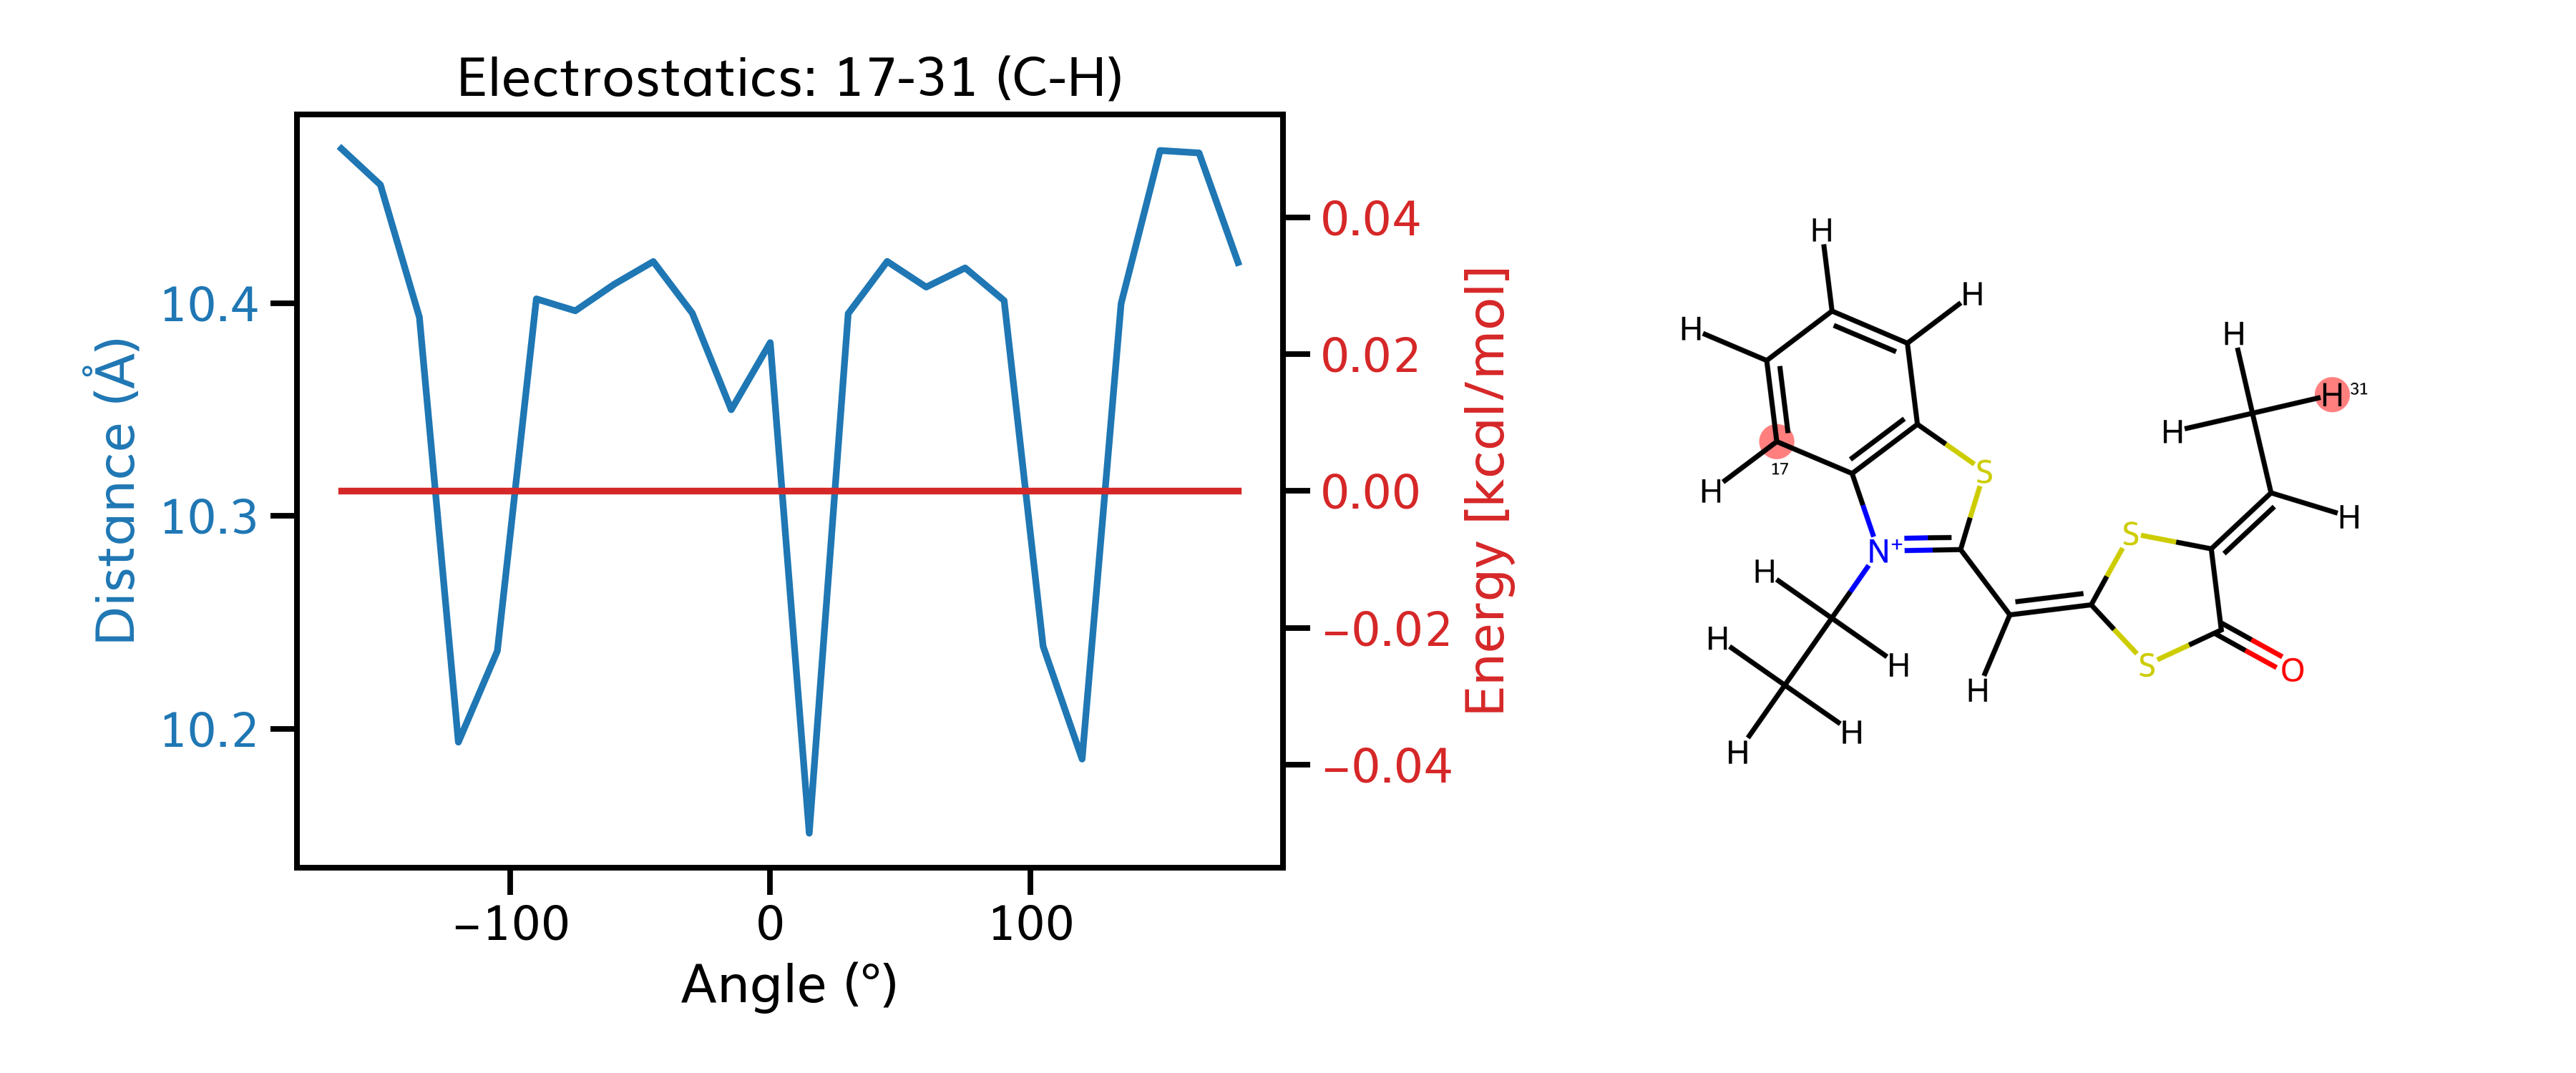 Electrostatics: 17-31 (C-H)
Distance (Å)
10.4
10.3
10.2
0.04
0.02
0.00
−0.02
−0.04
Energy [kcal/mol]
−100
0
100
Angle (°)
H
H
H
H
H 31
H
17
H
S
H
S
N+
H
H
H
S
O
H
H
H